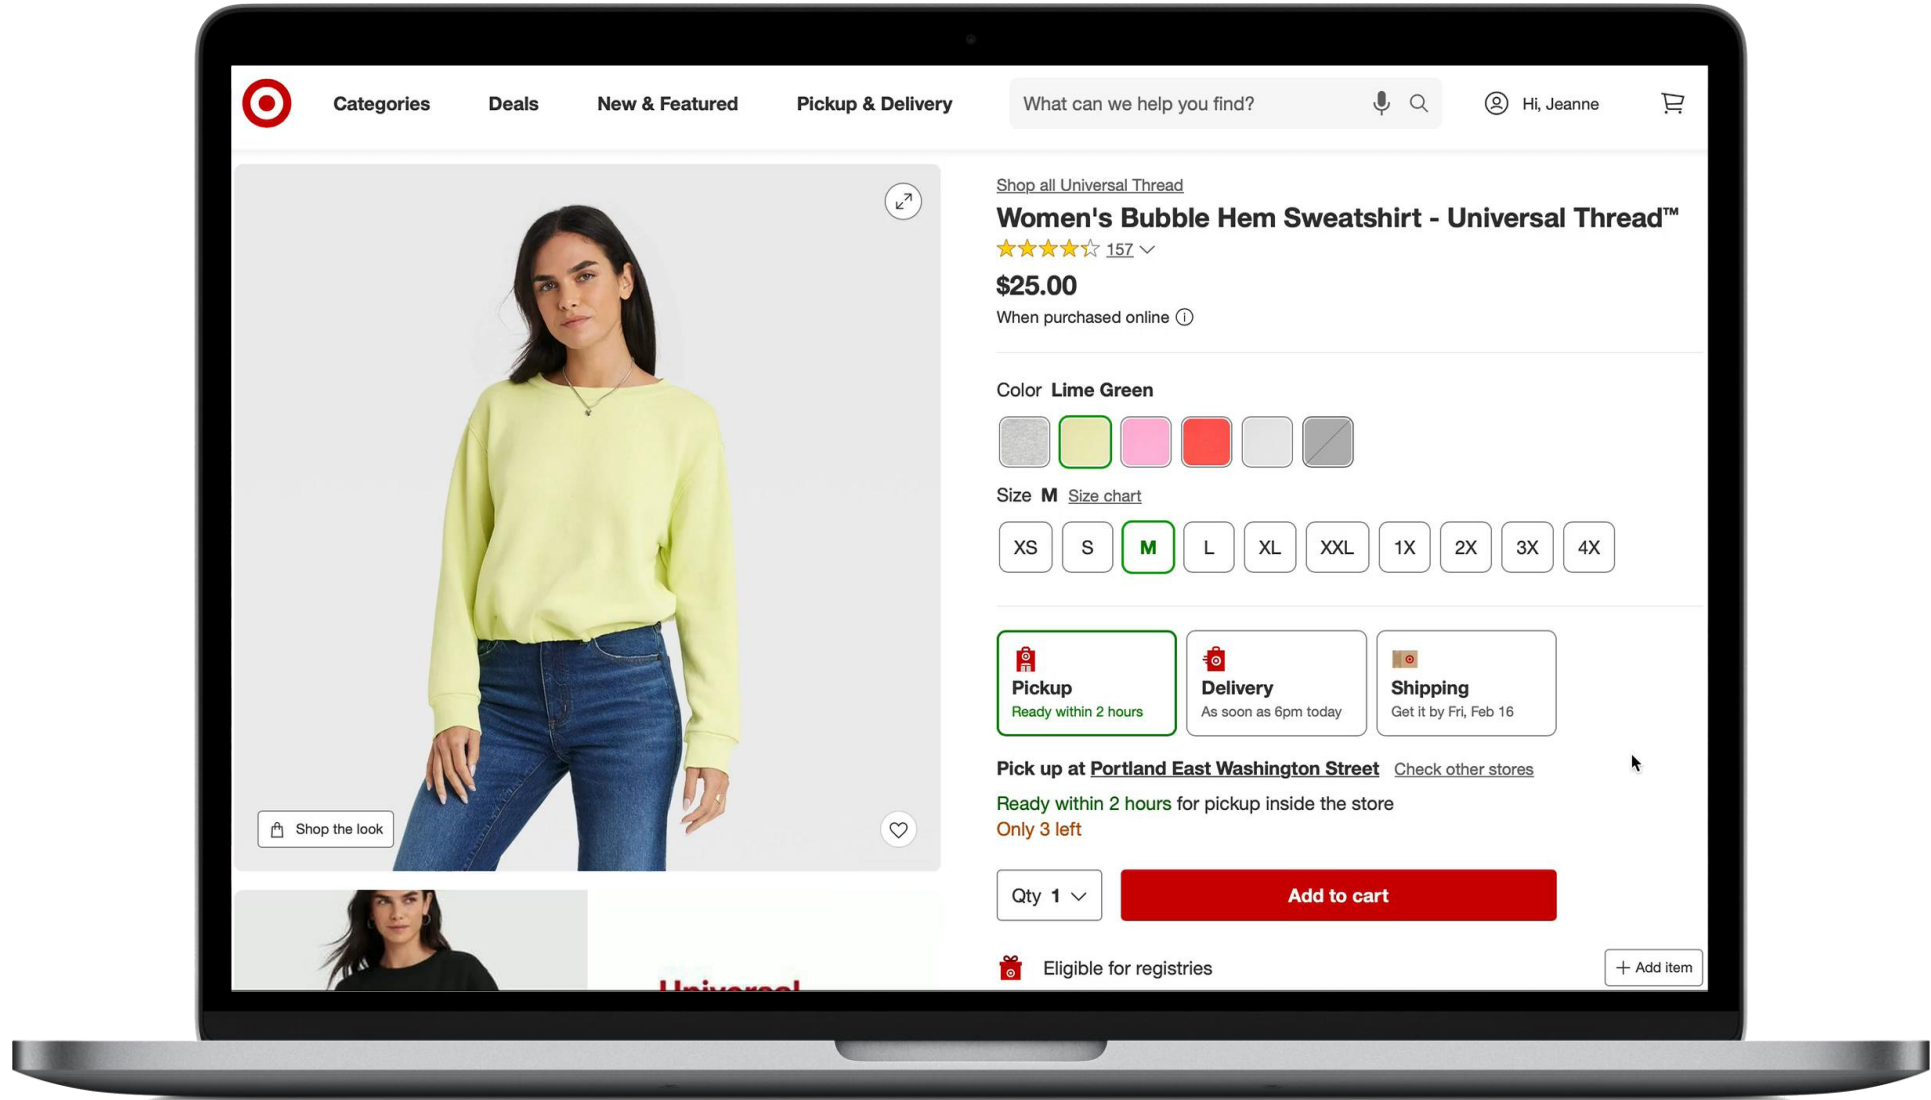 Categories
Deals
New & Featured
Pickup & Delivery
What can we help you find?
Hi, Jeanne
Shop all Universal Thread
Women's Bubble Hem Sweatshirt - Universal Thread™
157
$25.00
When purchased online
Color Lime Green
Size M Size chart
XS S M L XL XXL 1X 2X 3X 4X
Pickup
Ready within 2 hours
Delivery
As soon as 6pm today
Shipping
Get it by Fri, Feb 16
Pick up at Portland East Washington Street Check other stores
Ready within 2 hours for pickup inside the store
Only 3 left
Shop the look
Qty 1
Add to cart
Eligible for registries
+ Add item
Universal